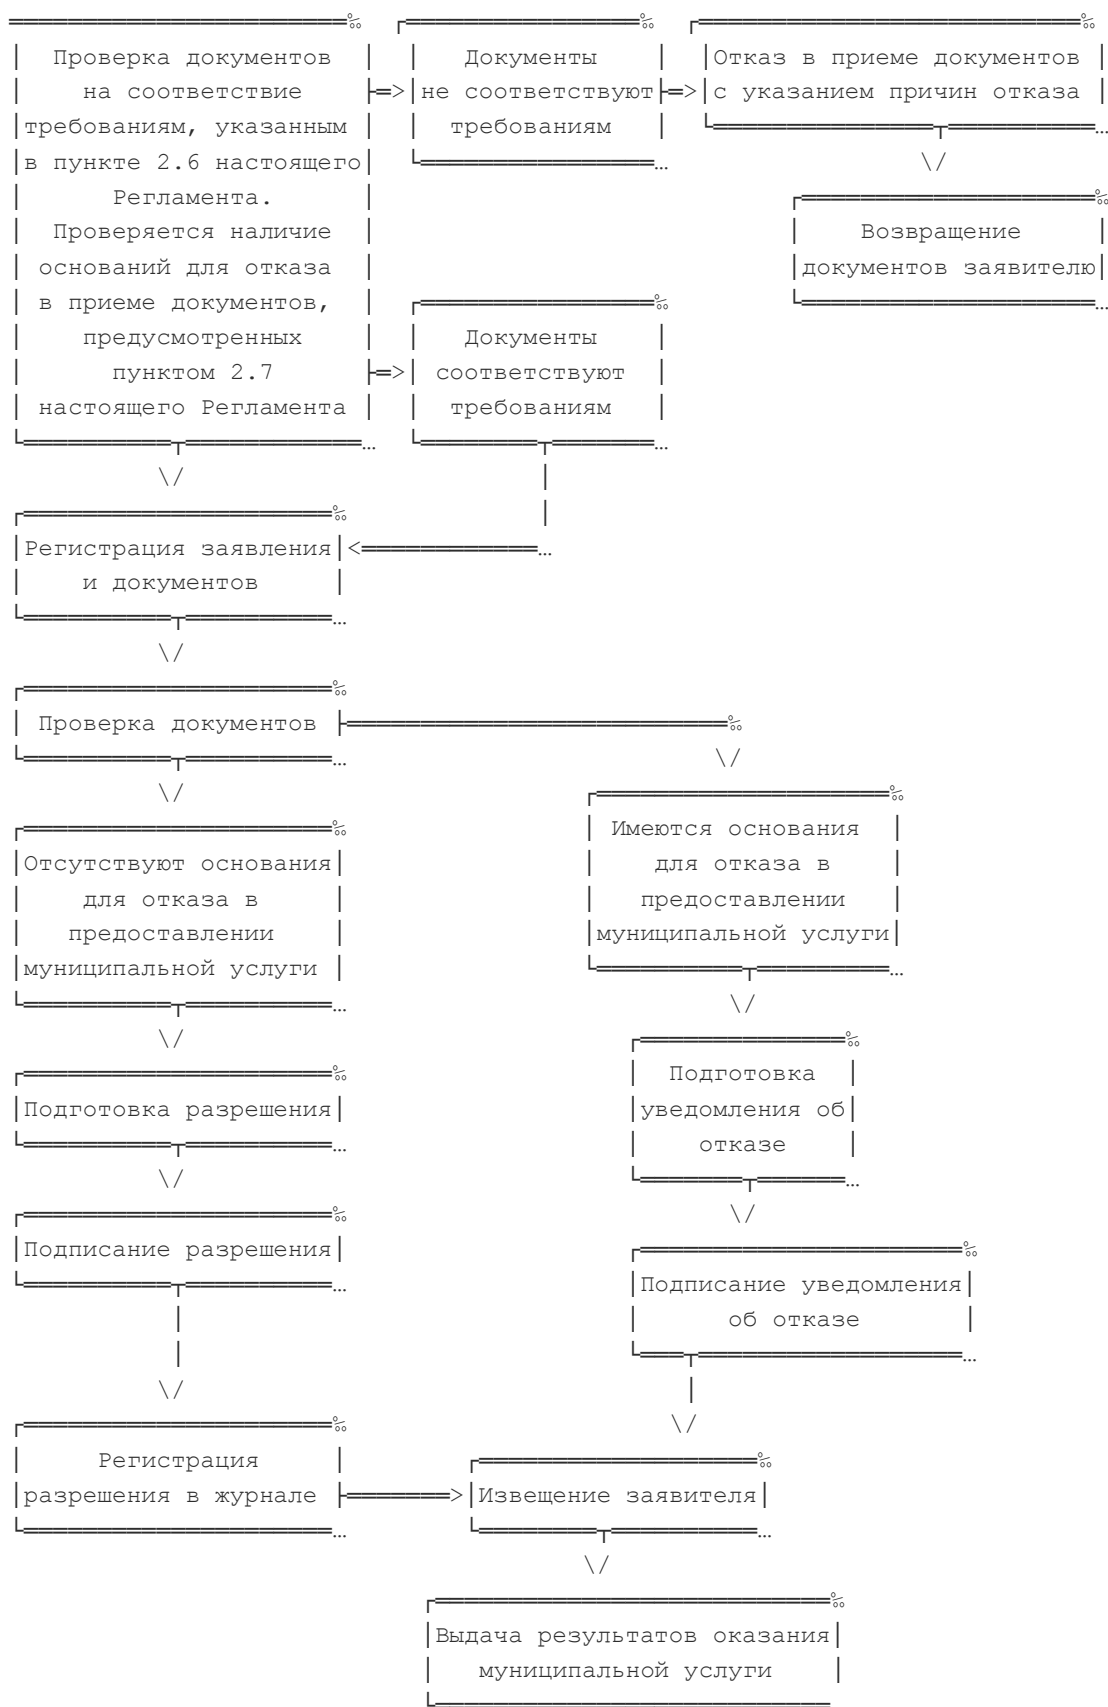 Проверка документов
на соответствие
требованиям, указанным
в пункте 2.6 настоящего
Регламента.
Проверяется наличие
оснований для отказа
в приеме документов,
предусмотренных
пунктом 2.7
настоящего Регламента
Документы
не соответствуют
требованиям
Отказ в приеме документов
с указанием причин отказа
Возвращение
документов заявителю
Документы
соответствуют
требованиям
Регистрация заявления
и документов
Проверка документов
Отсутствуют основания
для отказа в
предоставлении
муниципальной услуги
Имеются основания
для отказа в
предоставлении
муниципальной услуги
Подготовка разрешения
Подготовка
уведомления об
отказе
Подписание разрешения
Подписание уведомления
об отказе
Регистрация
разрешения в журнале
Извещение заявителя
Выдача результатов оказания
муниципальной услуги